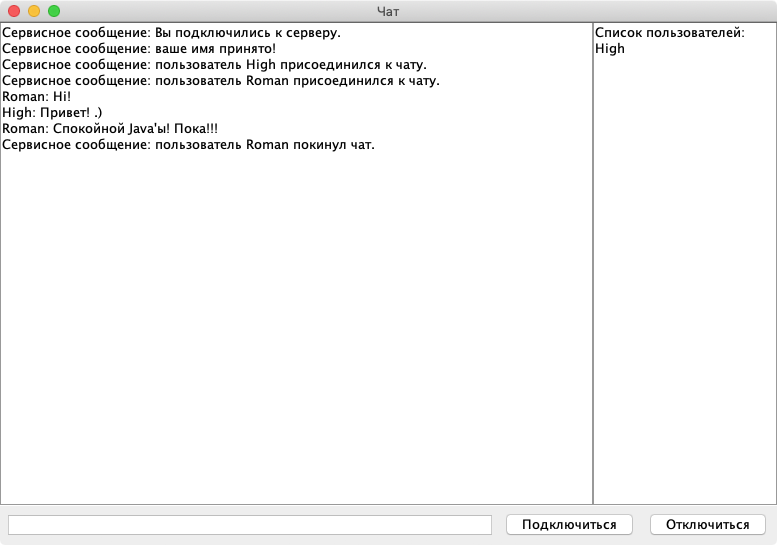 Чат
Сервисное сообщение: Вы подключились к серверу.
Сервисное сообщение: ваше имя принято!
Сервисное сообщение: пользователь High присоединился к чату.
Сервисное сообщение: пользователь Roman присоединился к чату.
Roman: Hi!
High: Привет! .)
Roman: Спокойной Java'ы! Пока!!!
Сервисное сообщение: пользователь Roman покинул чат.
Список пользователей:
High
Подключиться
Отключиться